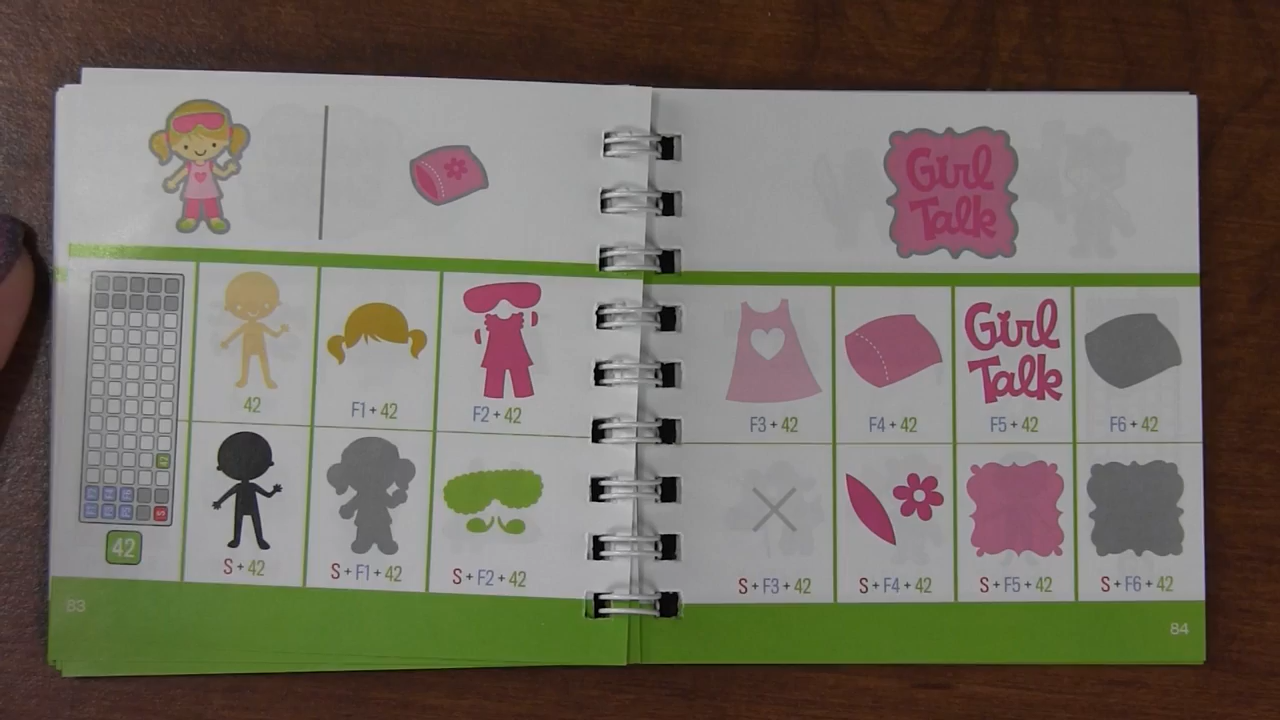 Girl
Talk
42
F1 + 42
F2 + 42
F3 + 42
F4 + 42
Girl
Talk
F5 + 42
F6 + 42
42
S + 42
S + F1 + 42
S + F2 + 42
S + F3 + 42
S + F4 + 42
S + F5 + 42
S + F6 + 42
83
84